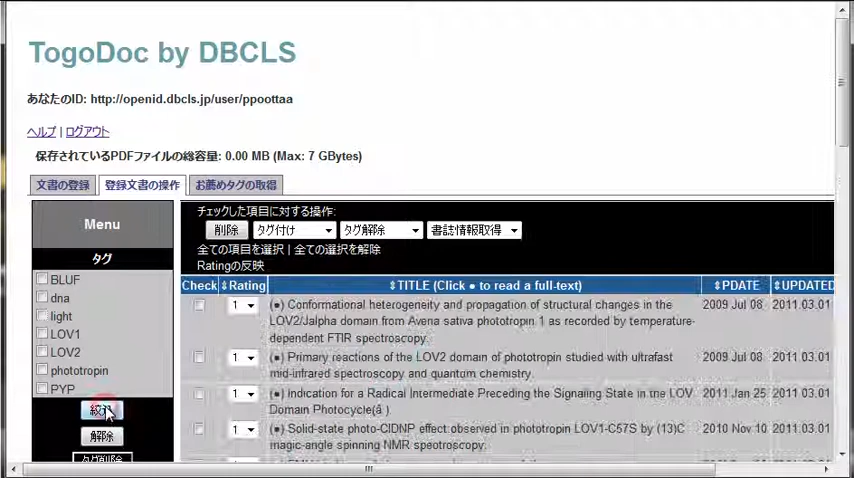 TogoDoc by DBCLS
あなたのID: http://openid.dbcls.jp/user/ppoottaa
ヘルプ | ログアウト
保存されているPDFファイルの総容量: 0.00 MB (Max: 7 GBytes)
文書の登録 登録文書の操作 お薦めタグの取得
Menu
タグ
BLUF
dna
light
LOV1
LOV2
phototropin
PYP
解除
タグ削除
チェックした項目に対する操作:
削除 タグ付け タグ解除 書誌情報取得
全ての項目を選択 | 全ての選択を解除
Ratingの反映
Check ⇕Rating ⇕TITLE (Click ● to read a full-text) ⇕PDATE ⇕UPDATED
1 (●) Conformational heterogeneity and propagation of structural changes in the 2009 Jul 08 2011.03.01
LOV2/Jalpha domain from Avena sativa phototropin 1 as recorded by temperature-
dependent FTIR spectroscopy.
1 (●) Primary reactions of the LOV2 domain of phototropin studied with ultrafast 2009 Jul 08 2011.03.01
mid-infrared spectroscopy and quantum chemistry.
1 (●) Indication for a Radical Intermediate Preceding the Signaling State in the LOV 2011 Jan 25 2011.03.01
Domain Photocycle(â ).
1 (●) Solid-state photo-CIDNP effect observed in phototropin LOV1-C57S by (13)C 2010 Nov 10 2011.03.01
magic-angle spinning NMR spectroscopy.